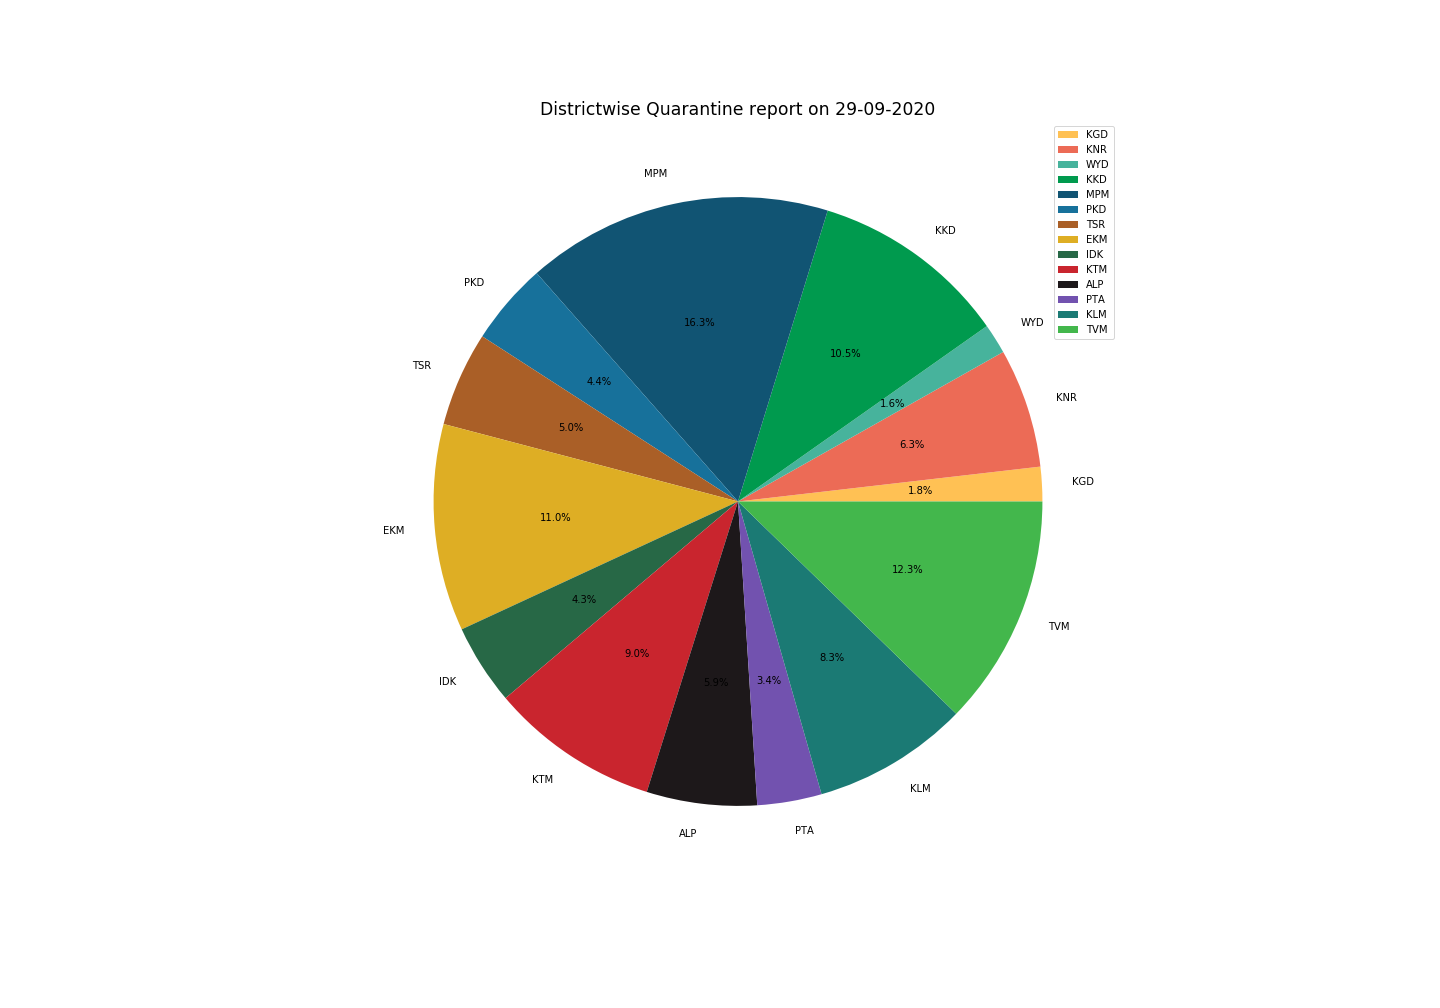 Districtwise Quarantine report on 29-09-2020
KGD
KNR
WYD
KKD
MPM
PKD
TSR
EKM
IDK
KTM
ALP
PTA
KLM
TVM
MPM
KKD
PKD
WYD
TSR
KNR
KGD
EKM
TVM
IDK
KTM
KLM
ALP
PTA
16.3%
10.5%
4.4%
1.6%
5.0%
6.3%
1.8%
11.0%
12.3%
4.3%
9.0%
8.3%
5.9%
3.4%